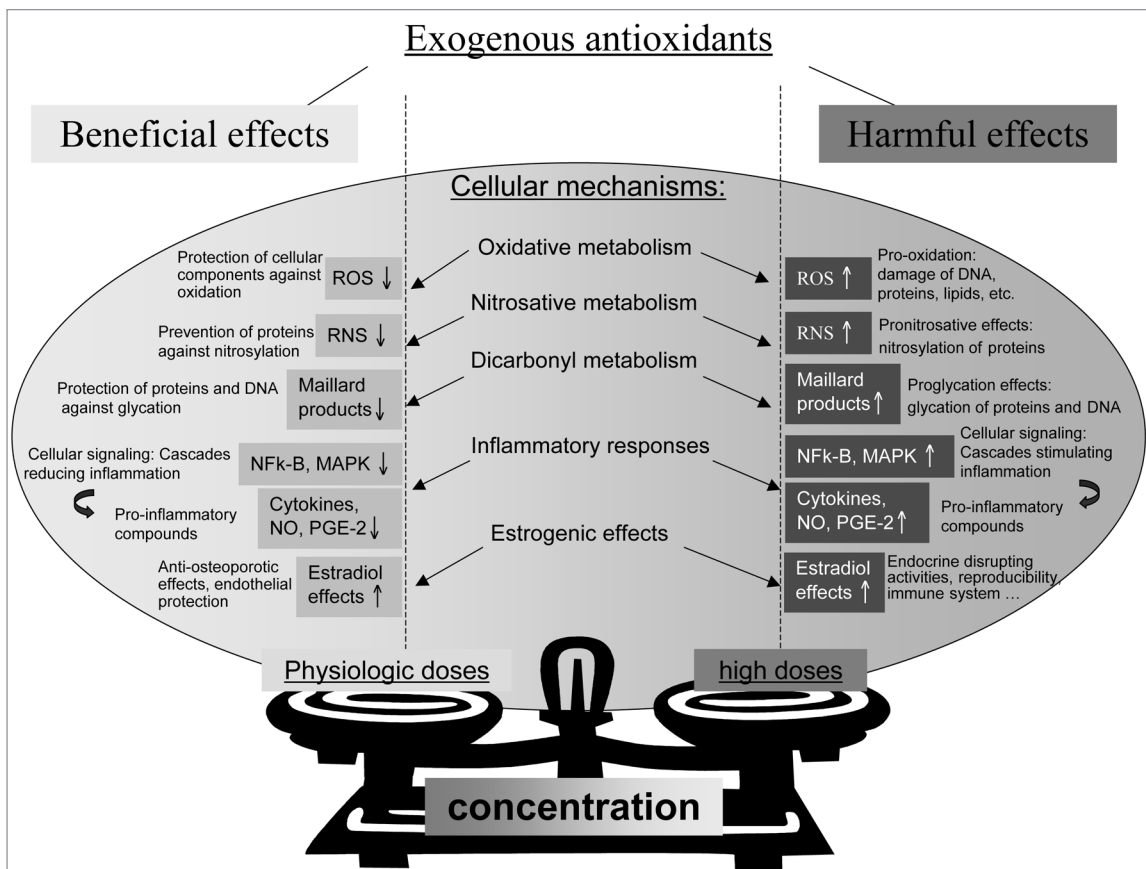 Exogenous antioxidants
Beneficial effects
Harmful effects
Cellular mechanisms:
Oxidative metabolism
Protection of cellular
components against
oxidation
ROS ↓
ROS ↑
Pro-oxidation:
damage of DNA,
proteins, lipids, etc.
Nitrosative metabolism
Prevention of proteins
against nitrosylation
RNS ↓
RNS ↑
Pronitrosative effects:
nitrosylation of proteins
Dicarbonyl metabolism
Protection of proteins and DNA
against glycation
Maillard
products ↓
Maillard
products ↑
Proglycation effects:
glycation of proteins and DNA
Inflammatory responses
Cellular signaling: Cascades
reducing inflammation
NFk-B, MAPK ↓
NFk-B, MAPK ↑
Cellular signaling:
Cascades stimulating
inflammation
Pro-inflammatory
compounds
Cytokines,
NO, PGE-2 ↓
Cytokines,
NO, PGE-2 ↑
Pro-inflammatory
compounds
Estrogenic effects
Anti-osteoporotic
effects, endothelial
protection
Estradiol
effects ↑
Estradiol
effects ↑
Endocrine disrupting
activities, reproducibility,
immune system ...
Physiologic doses
high doses
concentration